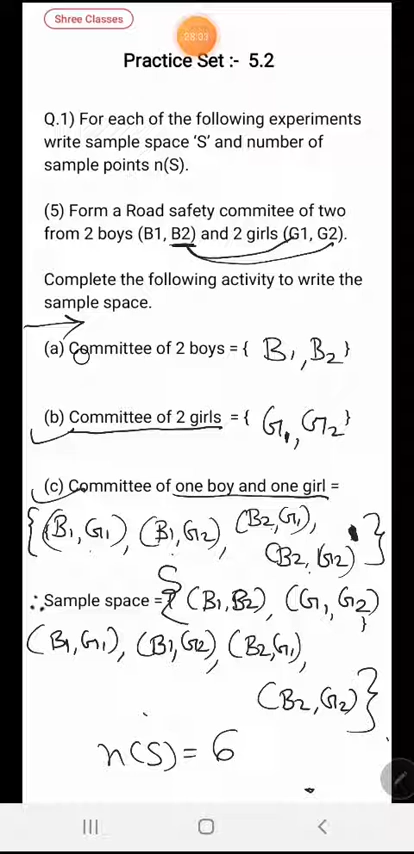 Shree Classes
28:03
Practice Set :- 5.2
Q.1) For each of the following experiments
write sample space 'S' and number of
sample points n(S).
(5) Form a Road safety commitee of two
from 2 boys (B1, B2) and 2 girls (G1, G2).
Complete the following activity to write the
sample space.
(a) Committee of 2 boys = { B1, B2 }
(b) Committee of 2 girls = { G1, G2 }
(c) Committee of one boy and one girl =
{(B1, G1), (B1, G2), (B2, G1),
(B2, G2) }
∴ Sample space = { (B1, B2), (G1, G2)
(B1, G1), (B1, G2), (B2, G1),
(B2, G2) }
n(S) = 6